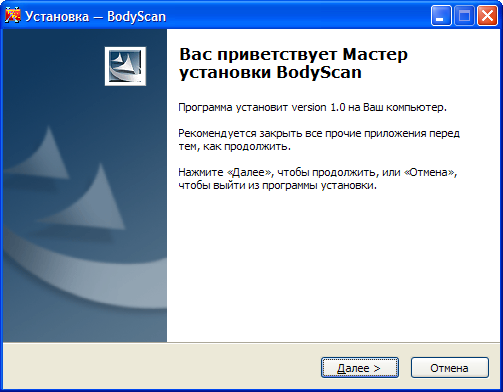 Установка — BodyScan
Вас приветствует Мастер
установки BodyScan
Программа установит version 1.0 на Ваш компьютер.
Рекомендуется закрыть все прочие приложения перед
тем, как продолжить.
Нажмите «Далее», чтобы продолжить, или «Отмена»,
чтобы выйти из программы установки.
Далее >
Отмена